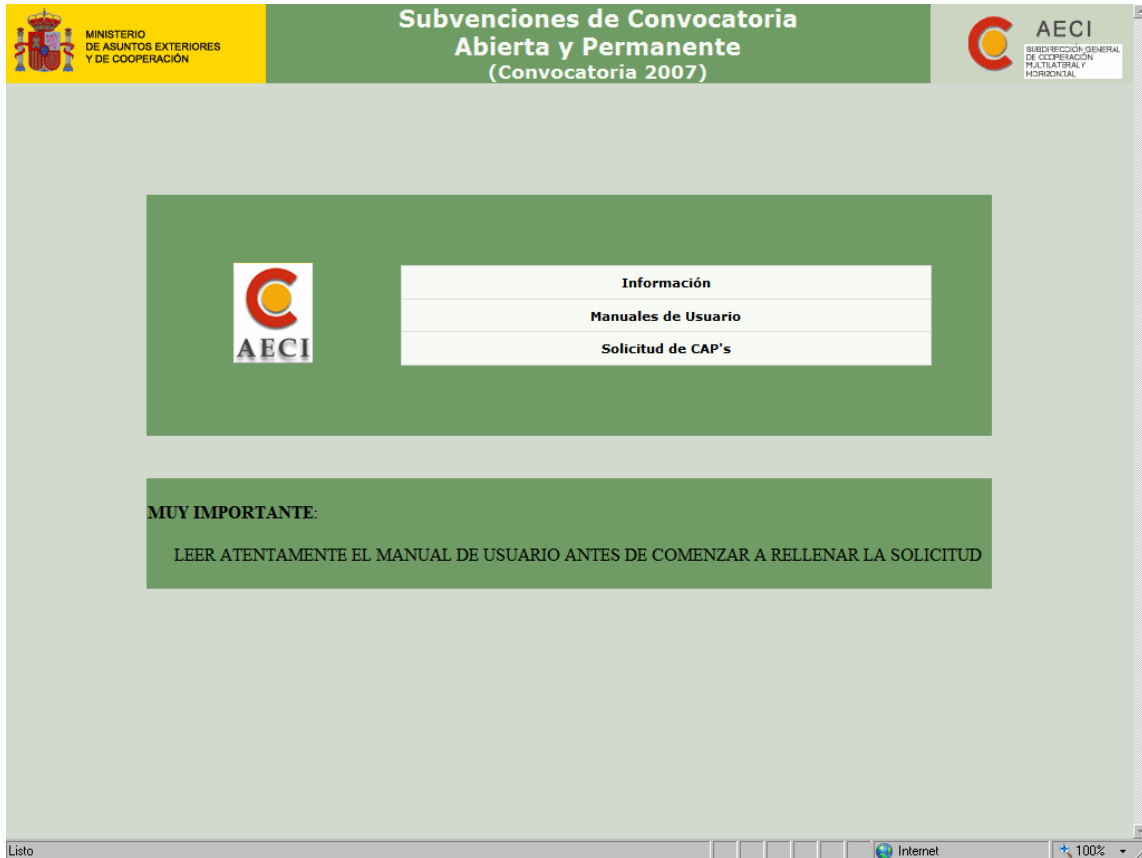 MINISTERIO
DE ASUNTOS EXTERIORES
Y DE COOPERACIÓN
Subvenciones de Convocatoria
Abierta y Permanente
(Convocatoria 2007)
AECI
SUBDIRECCIÓN GENERAL
DE COOPERACIÓN
MULTILATERAL Y
HORIZONTAL
AECI
Información
Manuales de Usuario
Solicitud de CAP's
MUY IMPORTANTE:
LEER ATENTAMENTE EL MANUAL DE USUARIO ANTES DE COMENZAR A RELLENAR LA SOLICITUD
Listo
Internet
100%